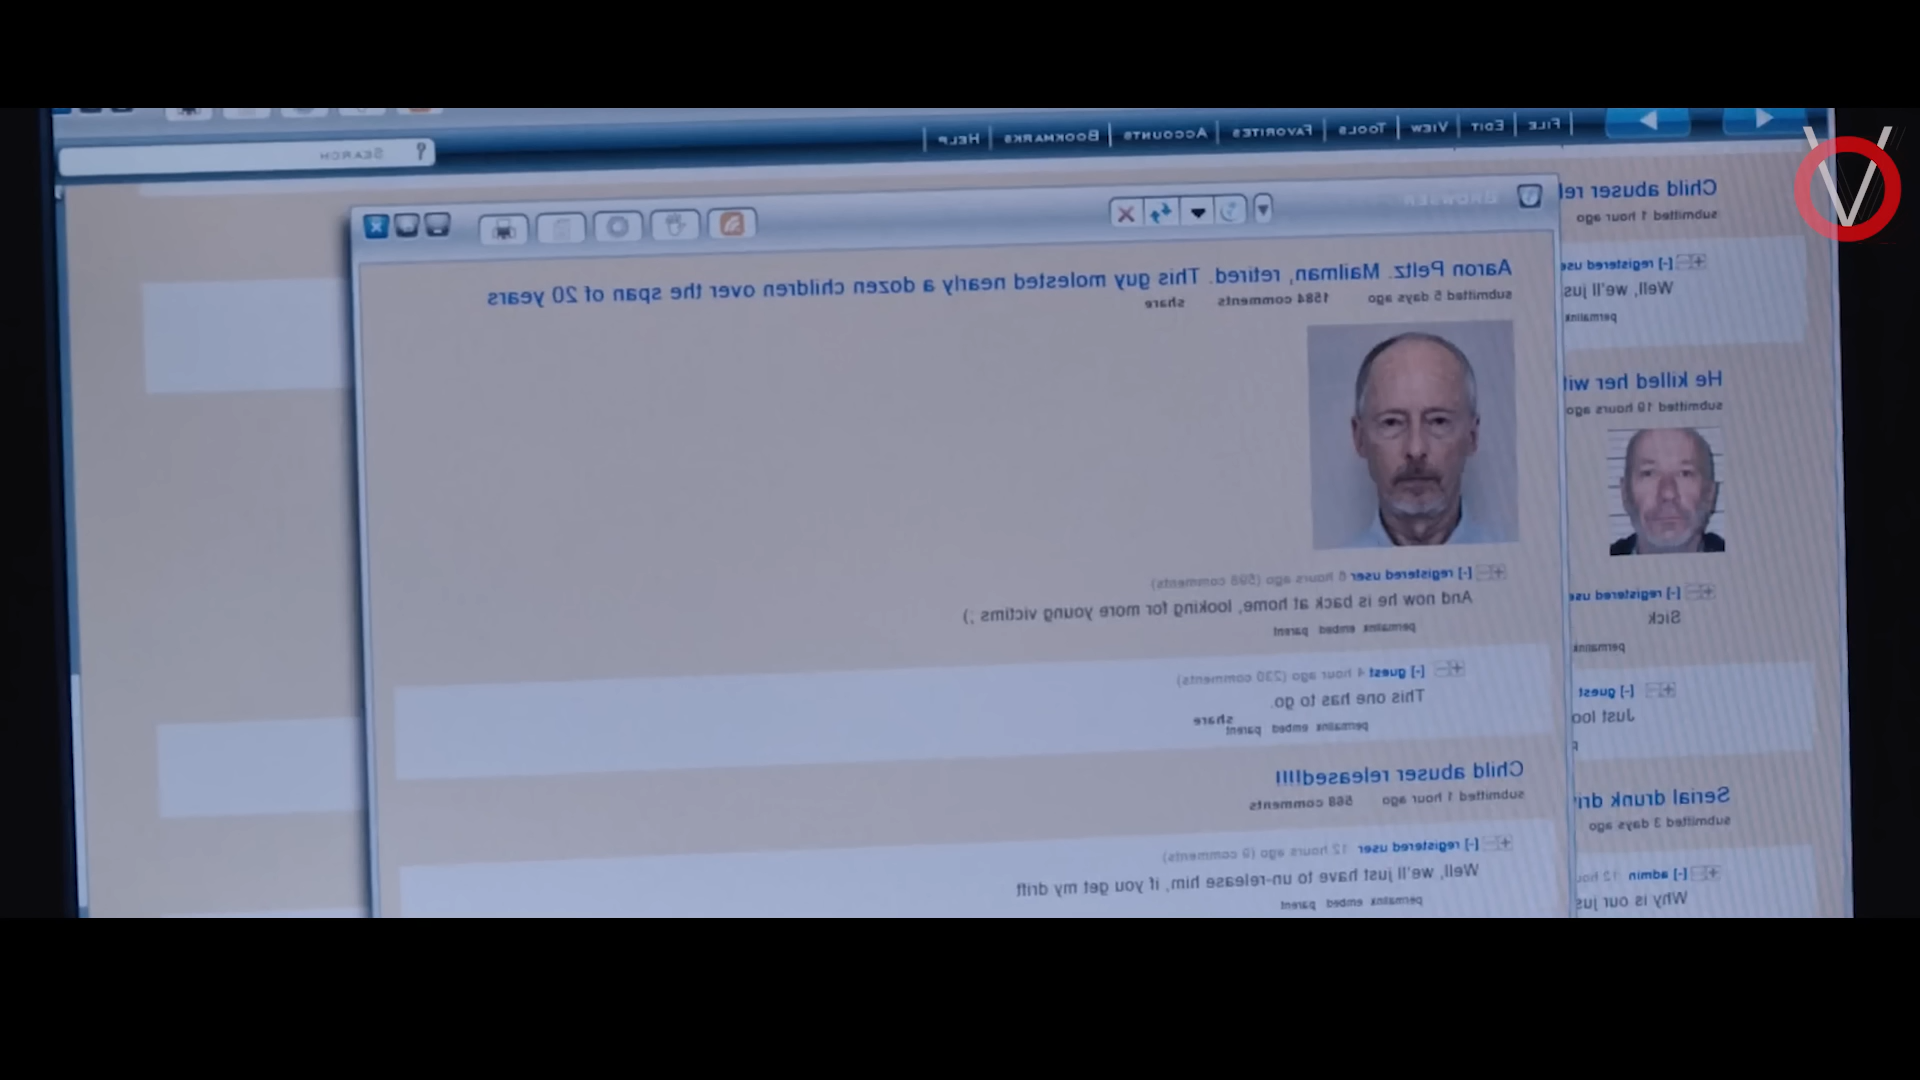 FILE | EDIT | VIEW | TOOLS | FAVORITES | ACCOUNTS | BOOKMARKS | HELP
SEARCH
BROWSER
Aaron Peltz. Mailman, retired. This guy molested nearly a dozen children over the span of 20 years
submitted 5 days ago 1584 comments share
[-] registered user 6 hours ago (598 comments)
And now he is back at home, looking for more young victims ;)
permalink embed parent
[-] guest 4 hour ago (230 comments)
This one has to go.
permalink embed parent share
Child abuser released!!!!
submitted 1 hour ago 568 comments
[-] registered user 12 hours ago (9 comments)
Well, we'll just have to un-release him, if you get my drift
permalink embed parent
Child abuser rel
submitted 1 hour ago
[-] registered use
Well, we'll jus
permalink
He killed her wi
submitted 19 hours ago
[-] registered use
Sick
permalink
[-] guest
Just loo
p
Serial drunk dri
submitted 3 days ago
[-] admin 12 hou
Why is our jus
VO